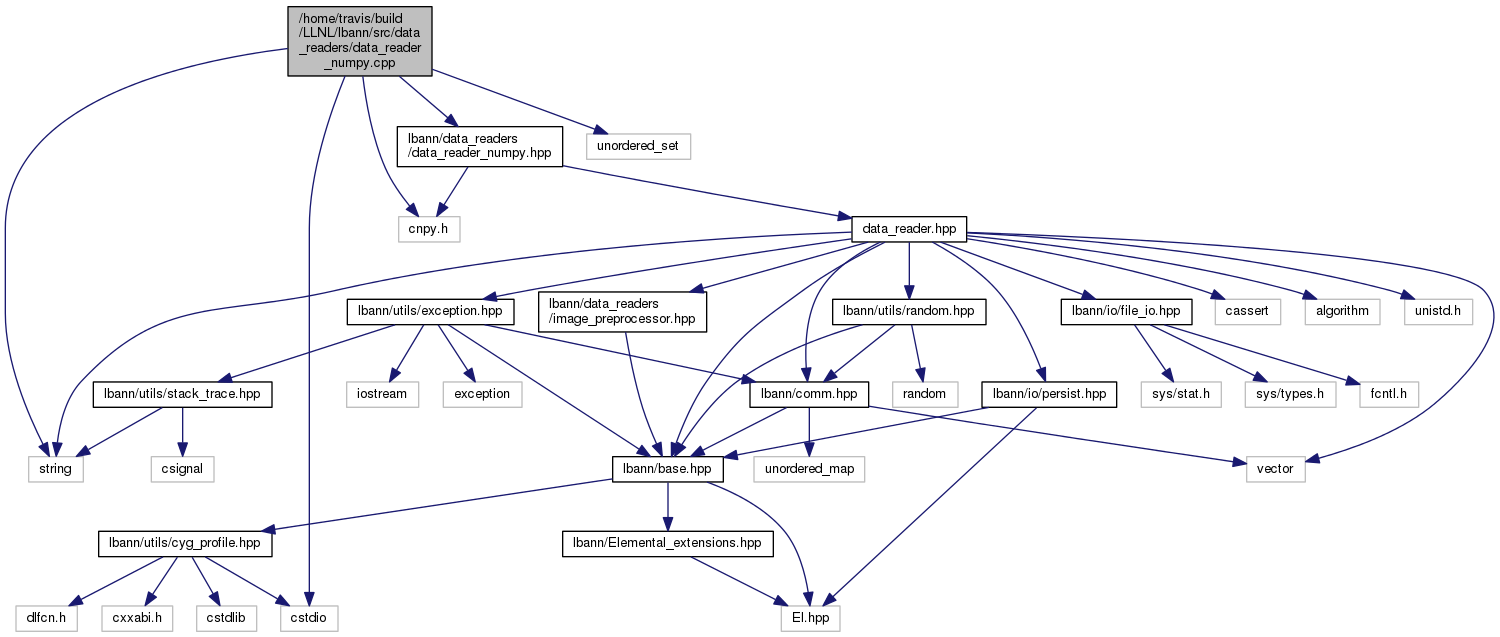 /home/travis/build
/LLNL/lbann/src/data
_readers/data_reader
_numpy.cpp
lbann/data_readers
/data_reader_numpy.hpp
unordered_set
cnpy.h
data_reader.hpp
lbann/utils/exception.hpp
lbann/data_readers
/image_preprocessor.hpp
lbann/utils/random.hpp
lbann/io/file_io.hpp
cassert
algorithm
unistd.h
lbann/utils/stack_trace.hpp
iostream
exception
lbann/comm.hpp
random
lbann/io/persist.hpp
sys/stat.h
sys/types.h
fcntl.h
string
csignal
lbann/base.hpp
unordered_map
vector
lbann/utils/cyg_profile.hpp
lbann/Elemental_extensions.hpp
dlfcn.h
cxxabi.h
cstdlib
cstdio
El.hpp